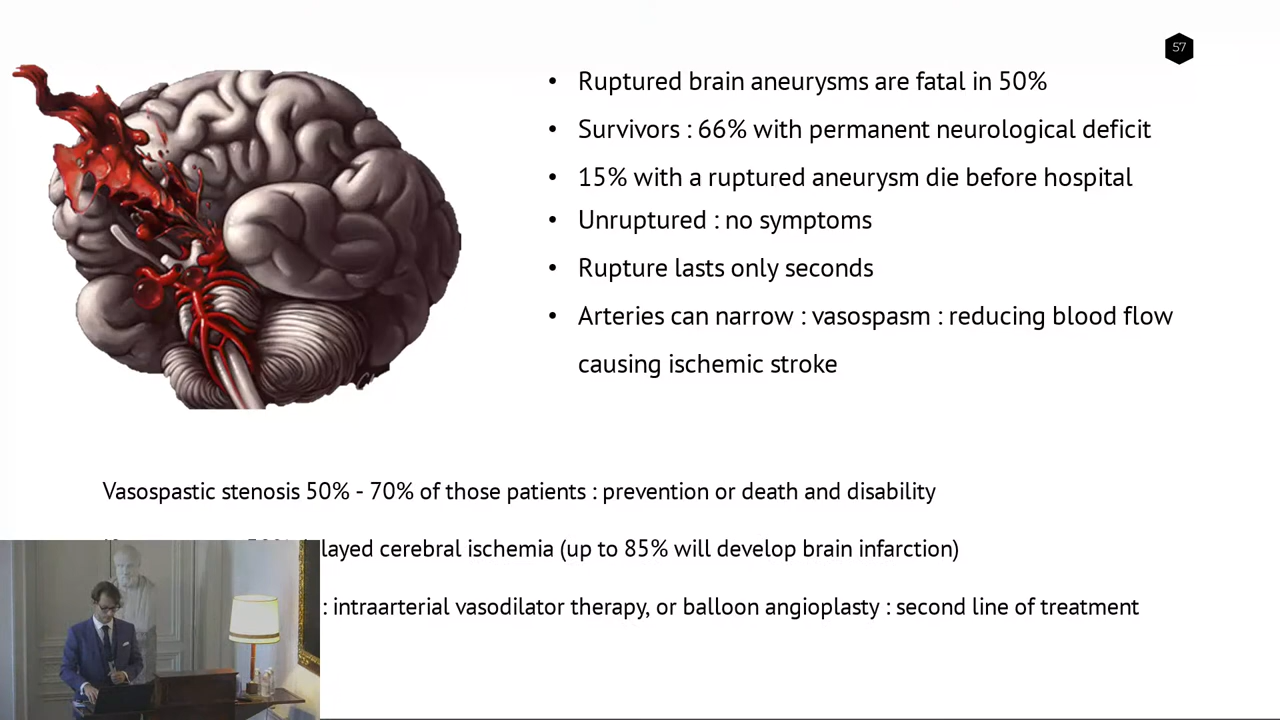 57
• Ruptured brain aneurysms are fatal in 50%
• Survivors : 66% with permanent neurological deficit
• 15% with a ruptured aneurysm die before hospital
• Unruptured : no symptoms
• Rupture lasts only seconds
• Arteries can narrow : vasospasm : reducing blood flow
causing ischemic stroke
Vasospastic stenosis 50% - 70% of those patients : prevention or death and disability
cerebral ischemia (up to 85% will develop brain infarction)
: intraarterial vasodilator therapy, or balloon angioplasty : second line of treatment